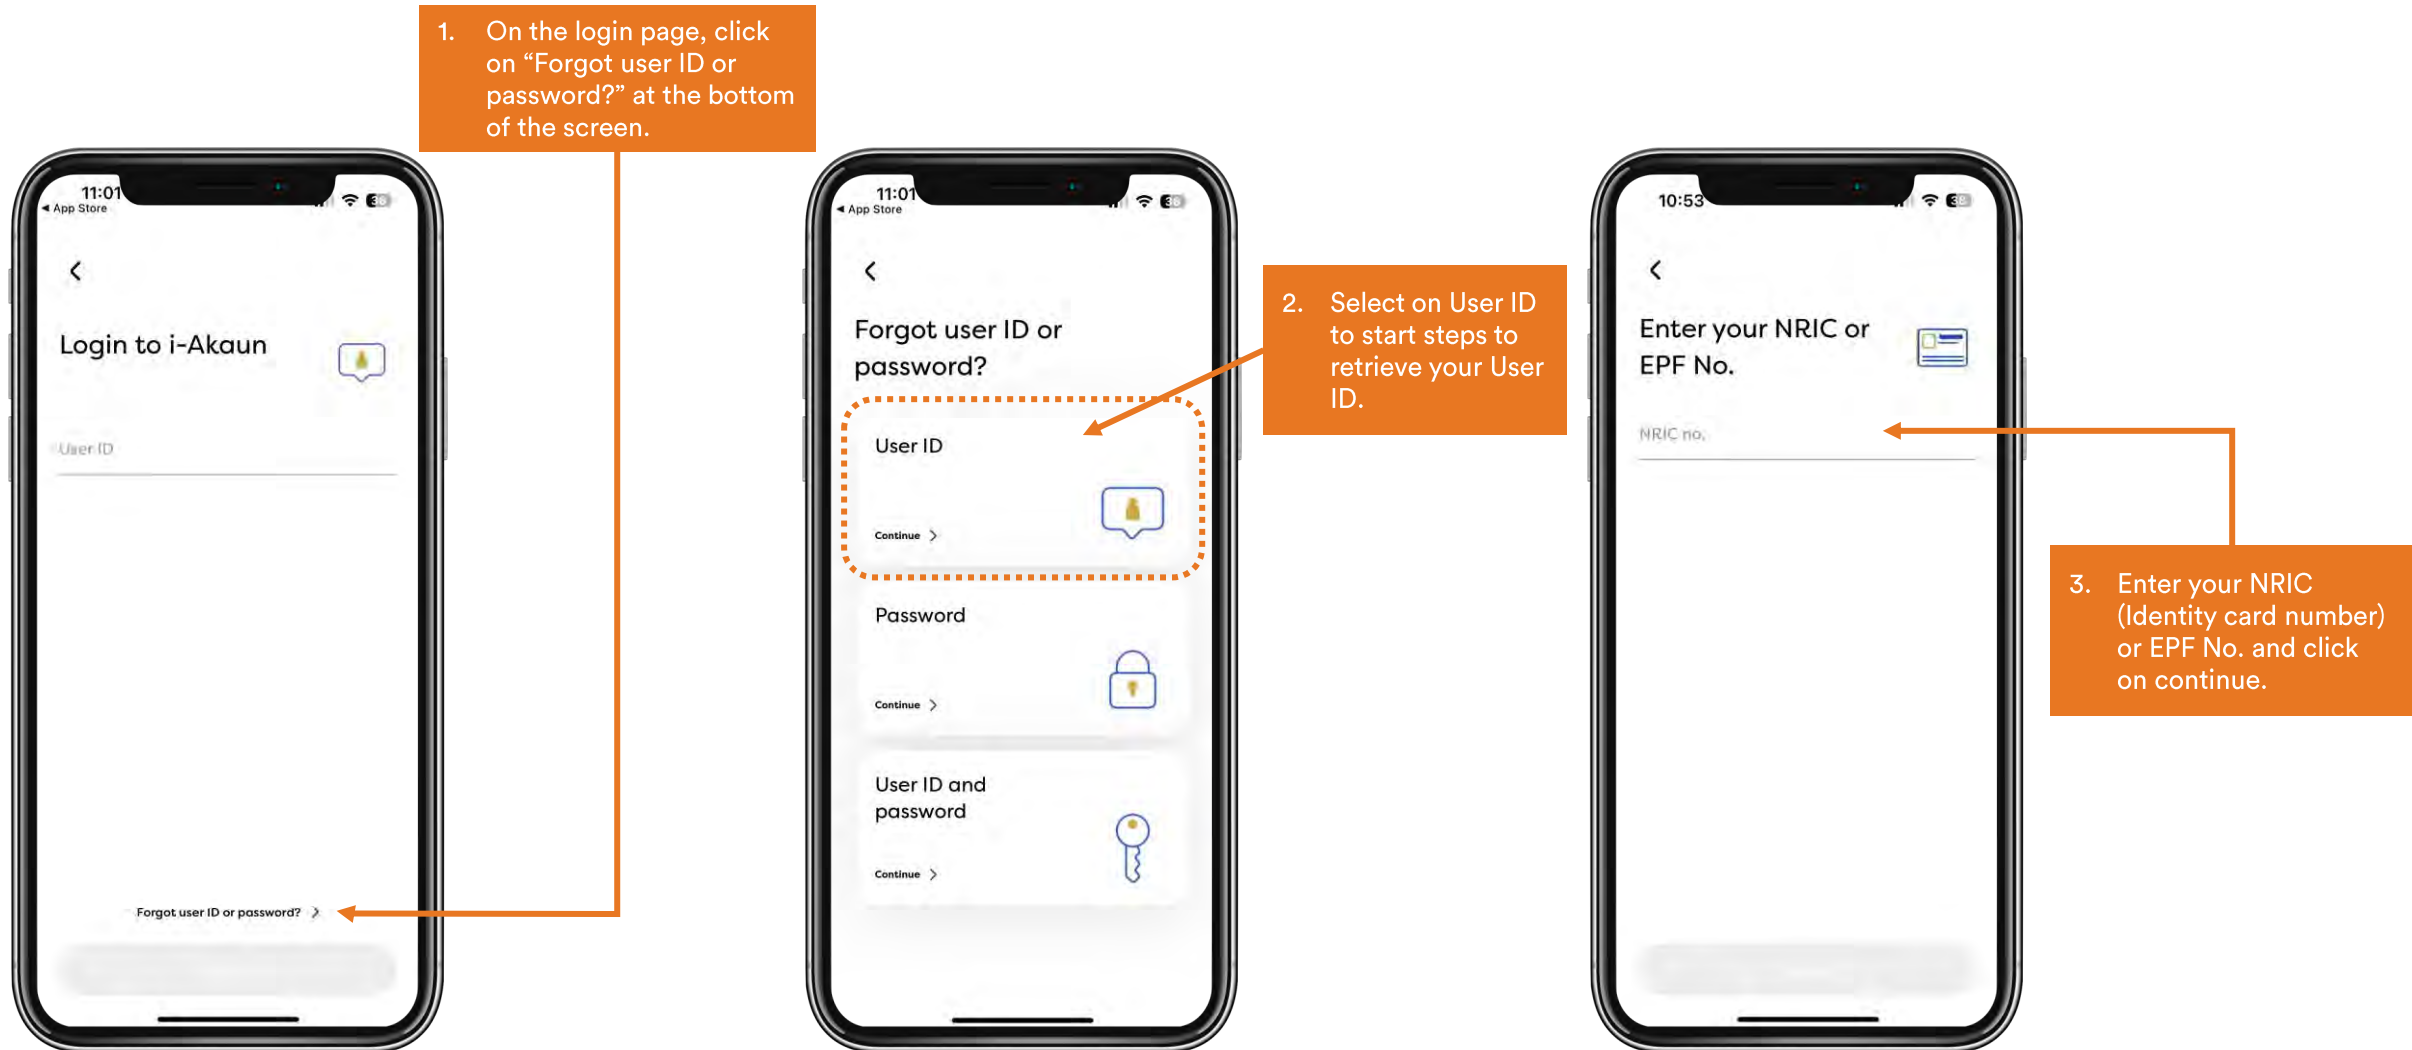 1. On the login page, click
on “Forgot user ID or
password?” at the bottom
of the screen.
11:01
App Store
38
Login to i-Akaun
User ID
Forgot user ID or password?
11:01
App Store
38
Forgot user ID or
password?
User ID
Continue
Password
Continue
User ID and
password
Continue
2. Select on User ID
to start steps to
retrieve your User
ID.
10:53
38
Enter your NRIC or
EPF No.
NRIC no.
3. Enter your NRIC
(Identity card number)
or EPF No. and click
on continue.